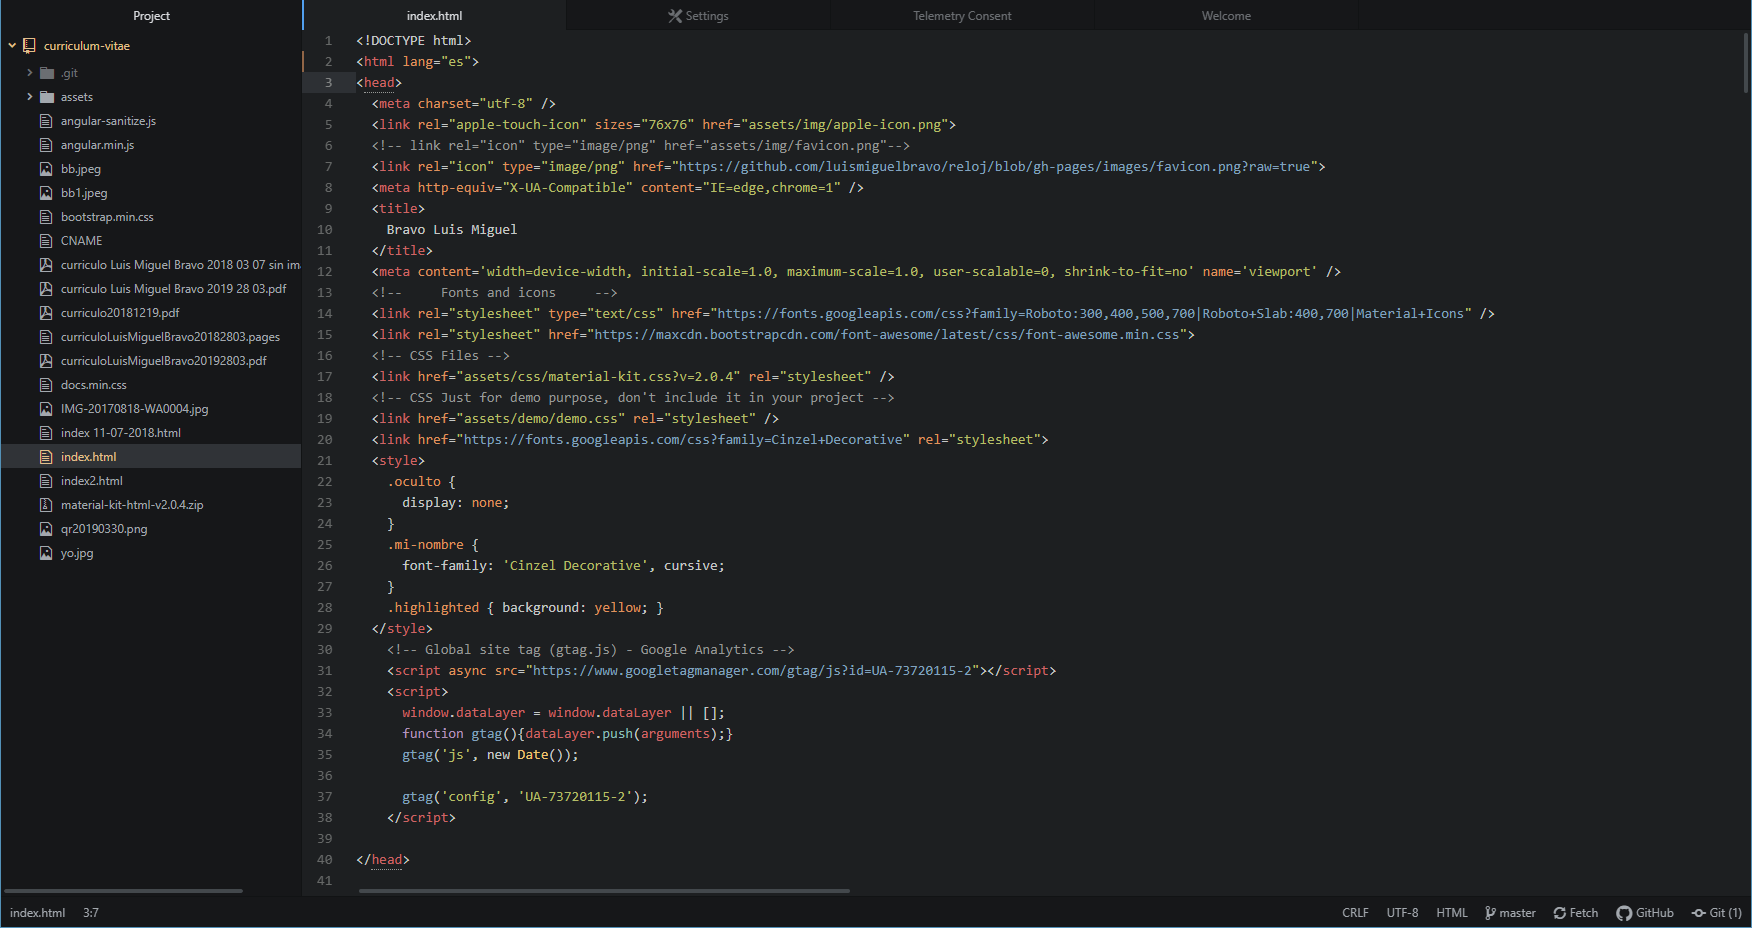 Project
index.html
Settings
Telemetry Consent
Welcome
curriculum-vitae
.git
assets
angular-sanitize.js
angular.min.js
bb.jpeg
bb1.jpeg
bootstrap.min.css
CNAME
curriculo Luis Miguel Bravo 2018 03 07 sin im
curriculo Luis Miguel Bravo 2019 28 03.pdf
curriculo20181219.pdf
curriculoLuisMiguelBravo20182803.pages
curriculoLuisMiguelBravo20192803.pdf
docs.min.css
IMG-20170818-WA0004.jpg
index 11-07-2018.html
index.html
index2.html
material-kit-html-v2.0.4.zip
qr20190330.png
yo.jpg
1 <!DOCTYPE html>
2 <html lang="es">
3 <head>
4 <meta charset="utf-8" />
5 <link rel="apple-touch-icon" sizes="76x76" href="assets/img/apple-icon.png">
6 <!-- link rel="icon" type="image/png" href="assets/img/favicon.png"-->
7 <link rel="icon" type="image/png" href="https://github.com/luismiguelbravo/reloj/blob/gh-pages/images/favicon.png?raw=true">
8 <meta http-equiv="X-UA-Compatible" content="IE=edge,chrome=1" />
9 <title>
10 Bravo Luis Miguel
11 </title>
12 <meta content='width=device-width, initial-scale=1.0, maximum-scale=1.0, user-scalable=0, shrink-to-fit=no' name='viewport' />
13 <!--     Fonts and icons     -->
14 <link rel="stylesheet" type="text/css" href="https://fonts.googleapis.com/css?family=Roboto:300,400,500,700|Roboto+Slab:400,700|Material+Icons" />
15 <link rel="stylesheet" href="https://maxcdn.bootstrapcdn.com/font-awesome/latest/css/font-awesome.min.css">
16 <!-- CSS Files -->
17 <link href="assets/css/material-kit.css?v=2.0.4" rel="stylesheet" />
18 <!-- CSS Just for demo purpose, don't include it in your project -->
19 <link href="assets/demo/demo.css" rel="stylesheet" />
20 <link href="https://fonts.googleapis.com/css?family=Cinzel+Decorative" rel="stylesheet">
21 <style>
22 .oculto {
23 display: none;
24 }
25 .mi-nombre {
26 font-family: 'Cinzel Decorative', cursive;
27 }
28 .highlighted { background: yellow; }
29 </style>
30 <!-- Global site tag (gtag.js) - Google Analytics -->
31 <script async src="https://www.googletagmanager.com/gtag/js?id=UA-73720115-2"></script>
32 <script>
33 window.dataLayer = window.dataLayer || [];
34 function gtag(){dataLayer.push(arguments);}
35 gtag('js', new Date());
36
37 gtag('config', 'UA-73720115-2');
38 </script>
39
40 </head>
41
index.html 3:7
CRLF UTF-8 HTML master Fetch GitHub Git (1)